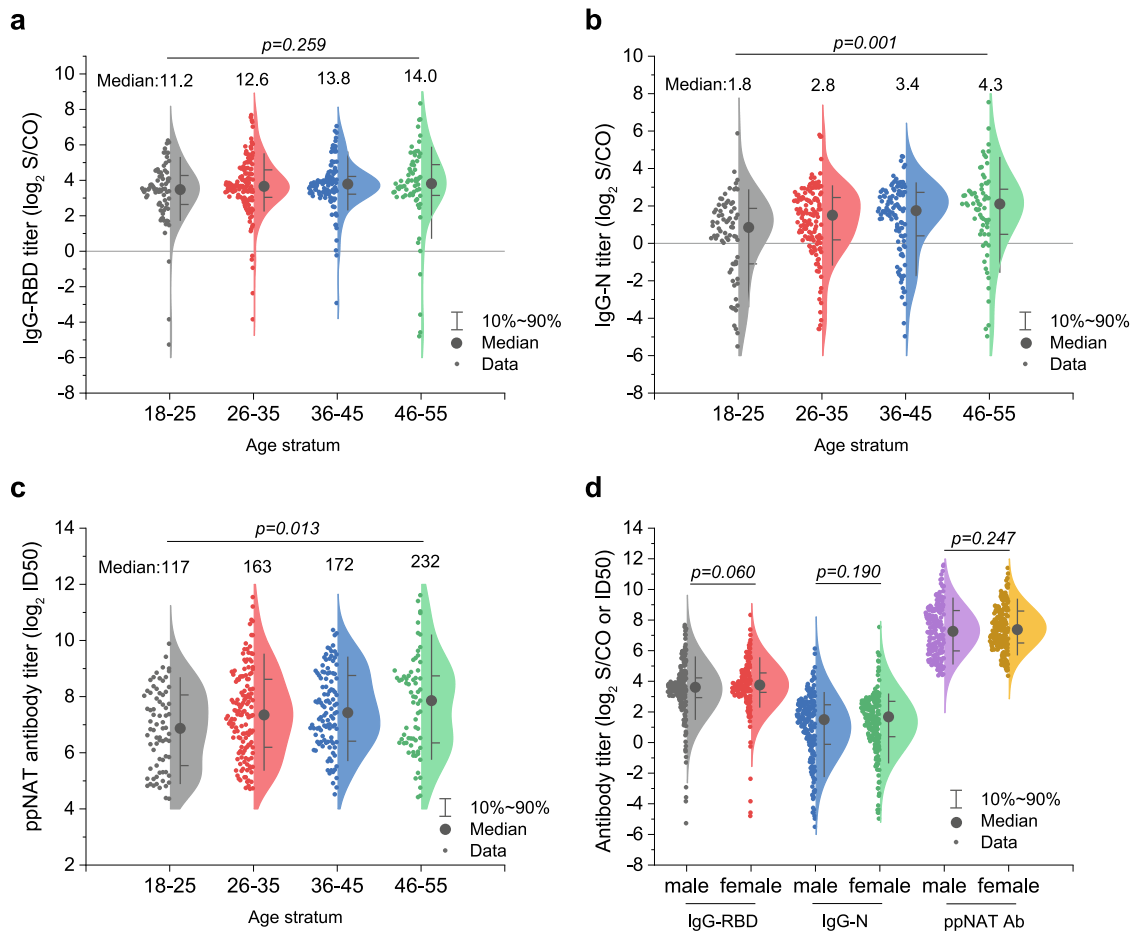 a
p=0.259
Median:11.2 12.6 13.8 14.0
IgG-RBD titer (log2 S/CO)
10
8
6
4
2
0
-2
-4
-6
-8
10%~90%
Median
Data
18-25 26-35 36-45 46-55
Age stratum
b
p=0.001
Median:1.8 2.8 3.4 4.3
IgG-N titer (log2 S/CO)
10
8
6
4
2
0
-2
-4
-6
-8
10%~90%
Median
Data
18-25 26-35 36-45 46-55
Age stratum
c
p=0.013
Median:117 163 172 232
ppNAT antibody titer (log2 ID50)
14
12
10
8
6
4
2
10%~90%
Median
Data
18-25 26-35 36-45 46-55
Age stratum
d
p=0.060 p=0.190 p=0.247
Antibody titer (log2 S/CO or ID50)
14
12
10
8
6
4
2
0
-2
-4
-6
-8
10%~90%
Median
Data
male female male female male female
IgG-RBD IgG-N ppNAT Ab